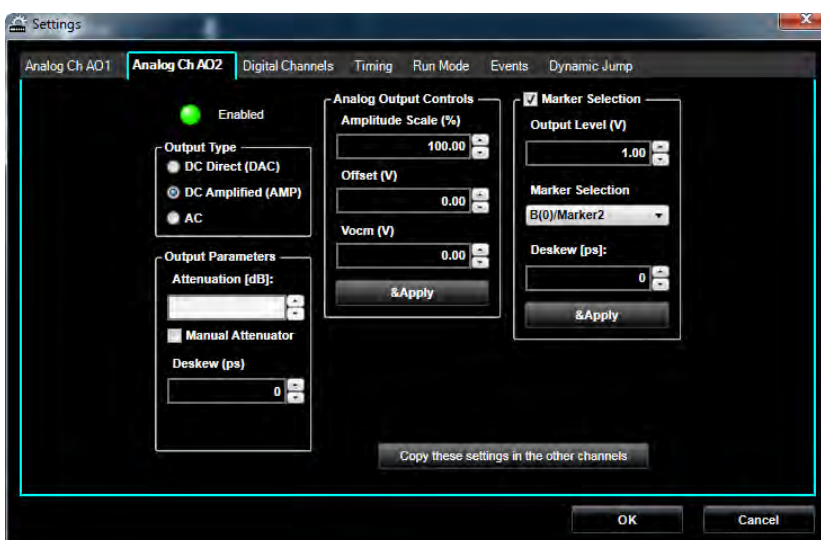 Settings
Analog Ch AO1 Analog Ch AO2 Digital Channels Timing Run Mode Events Dynamic Jump
Enabled
Output Type
DC Direct (DAC)
DC Amplified (AMP)
AC
Output Parameters
Attenuation [dB]:
Manual Attenuator
Deskew (ps)
0
Analog Output Controls
Amplitude Scale (%)
100.00
Offset (V)
0.00
Vocm (V)
0.00
&Apply
Marker Selection
Output Level (V)
1.00
Marker Selection
B(0)/Marker2
Deskew [ps]:
0
&Apply
Copy these settings in the other channels
OK Cancel